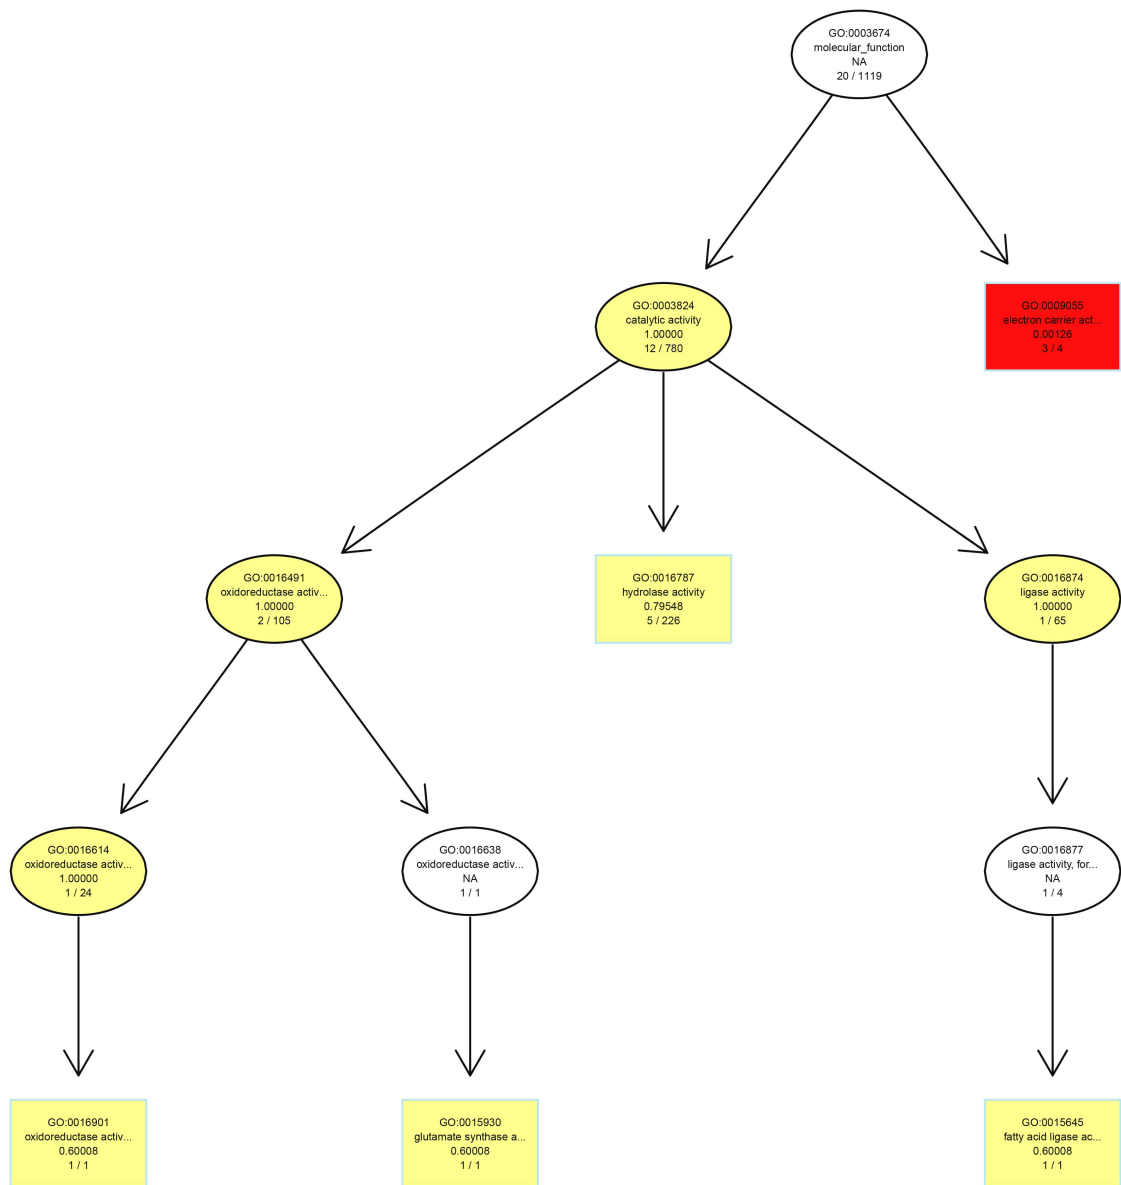 GO:0003674
molecular_function
NA
20 / 1119
GO:0003824
catalytic activity
1.00000
12 / 780
GO:0009055
electron carrier act...
0.00126
3 / 4
GO:0016491
oxidoreductase activ...
1.00000
2 / 105
GO:0016787
hydrolase activity
0.79548
5 / 226
GO:0016874
ligase activity
1.00000
1 / 65
GO:0016614
oxidoreductase activ...
1.00000
1 / 24
GO:0016638
oxidoreductase activ...
NA
1 / 1
GO:0016877
ligase activity, for...
NA
1 / 4
GO:0016901
oxidoreductase activ...
0.60008
1 / 1
GO:0015930
glutamate synthase a...
0.60008
1 / 1
GO:0015645
fatty acid ligase ac...
0.60008
1 / 1